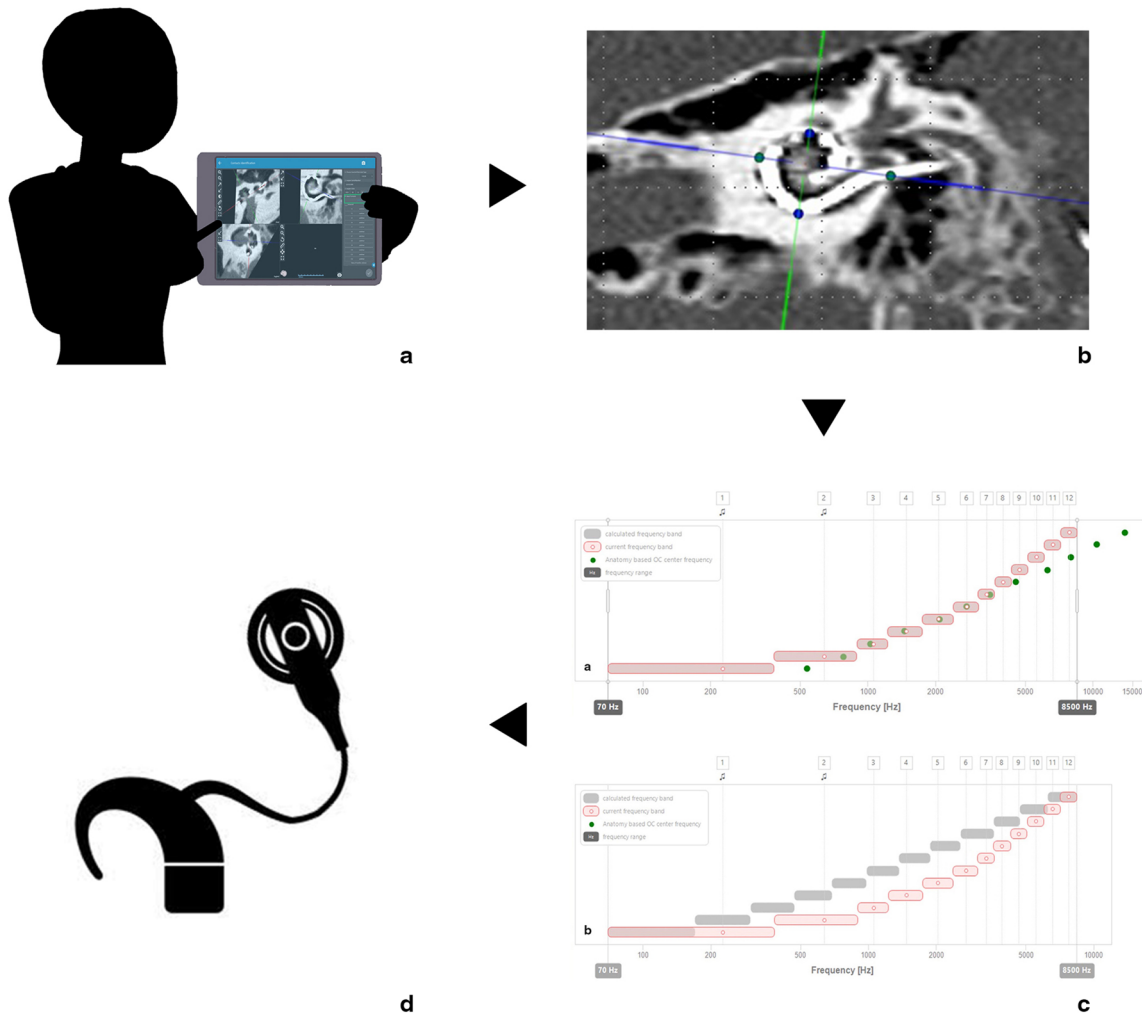 a
b
1 2 3 4 5 6 7 8 9 10 11 12
calculated frequency band
current frequency band
Anatomy based OC center frequency
Hz frequency range
a
100 200 500 1000 2000 5000 10000 15000
70 Hz Frequency [Hz] 8500 Hz
1 2 3 4 5 6 7 8 9 10 11 12
calculated frequency band
current frequency band
Anatomy based OC center frequency
Hz frequency range
b
100 200 500 1000 2000 5000 10000
70 Hz Frequency [Hz] 8500 Hz
d
c